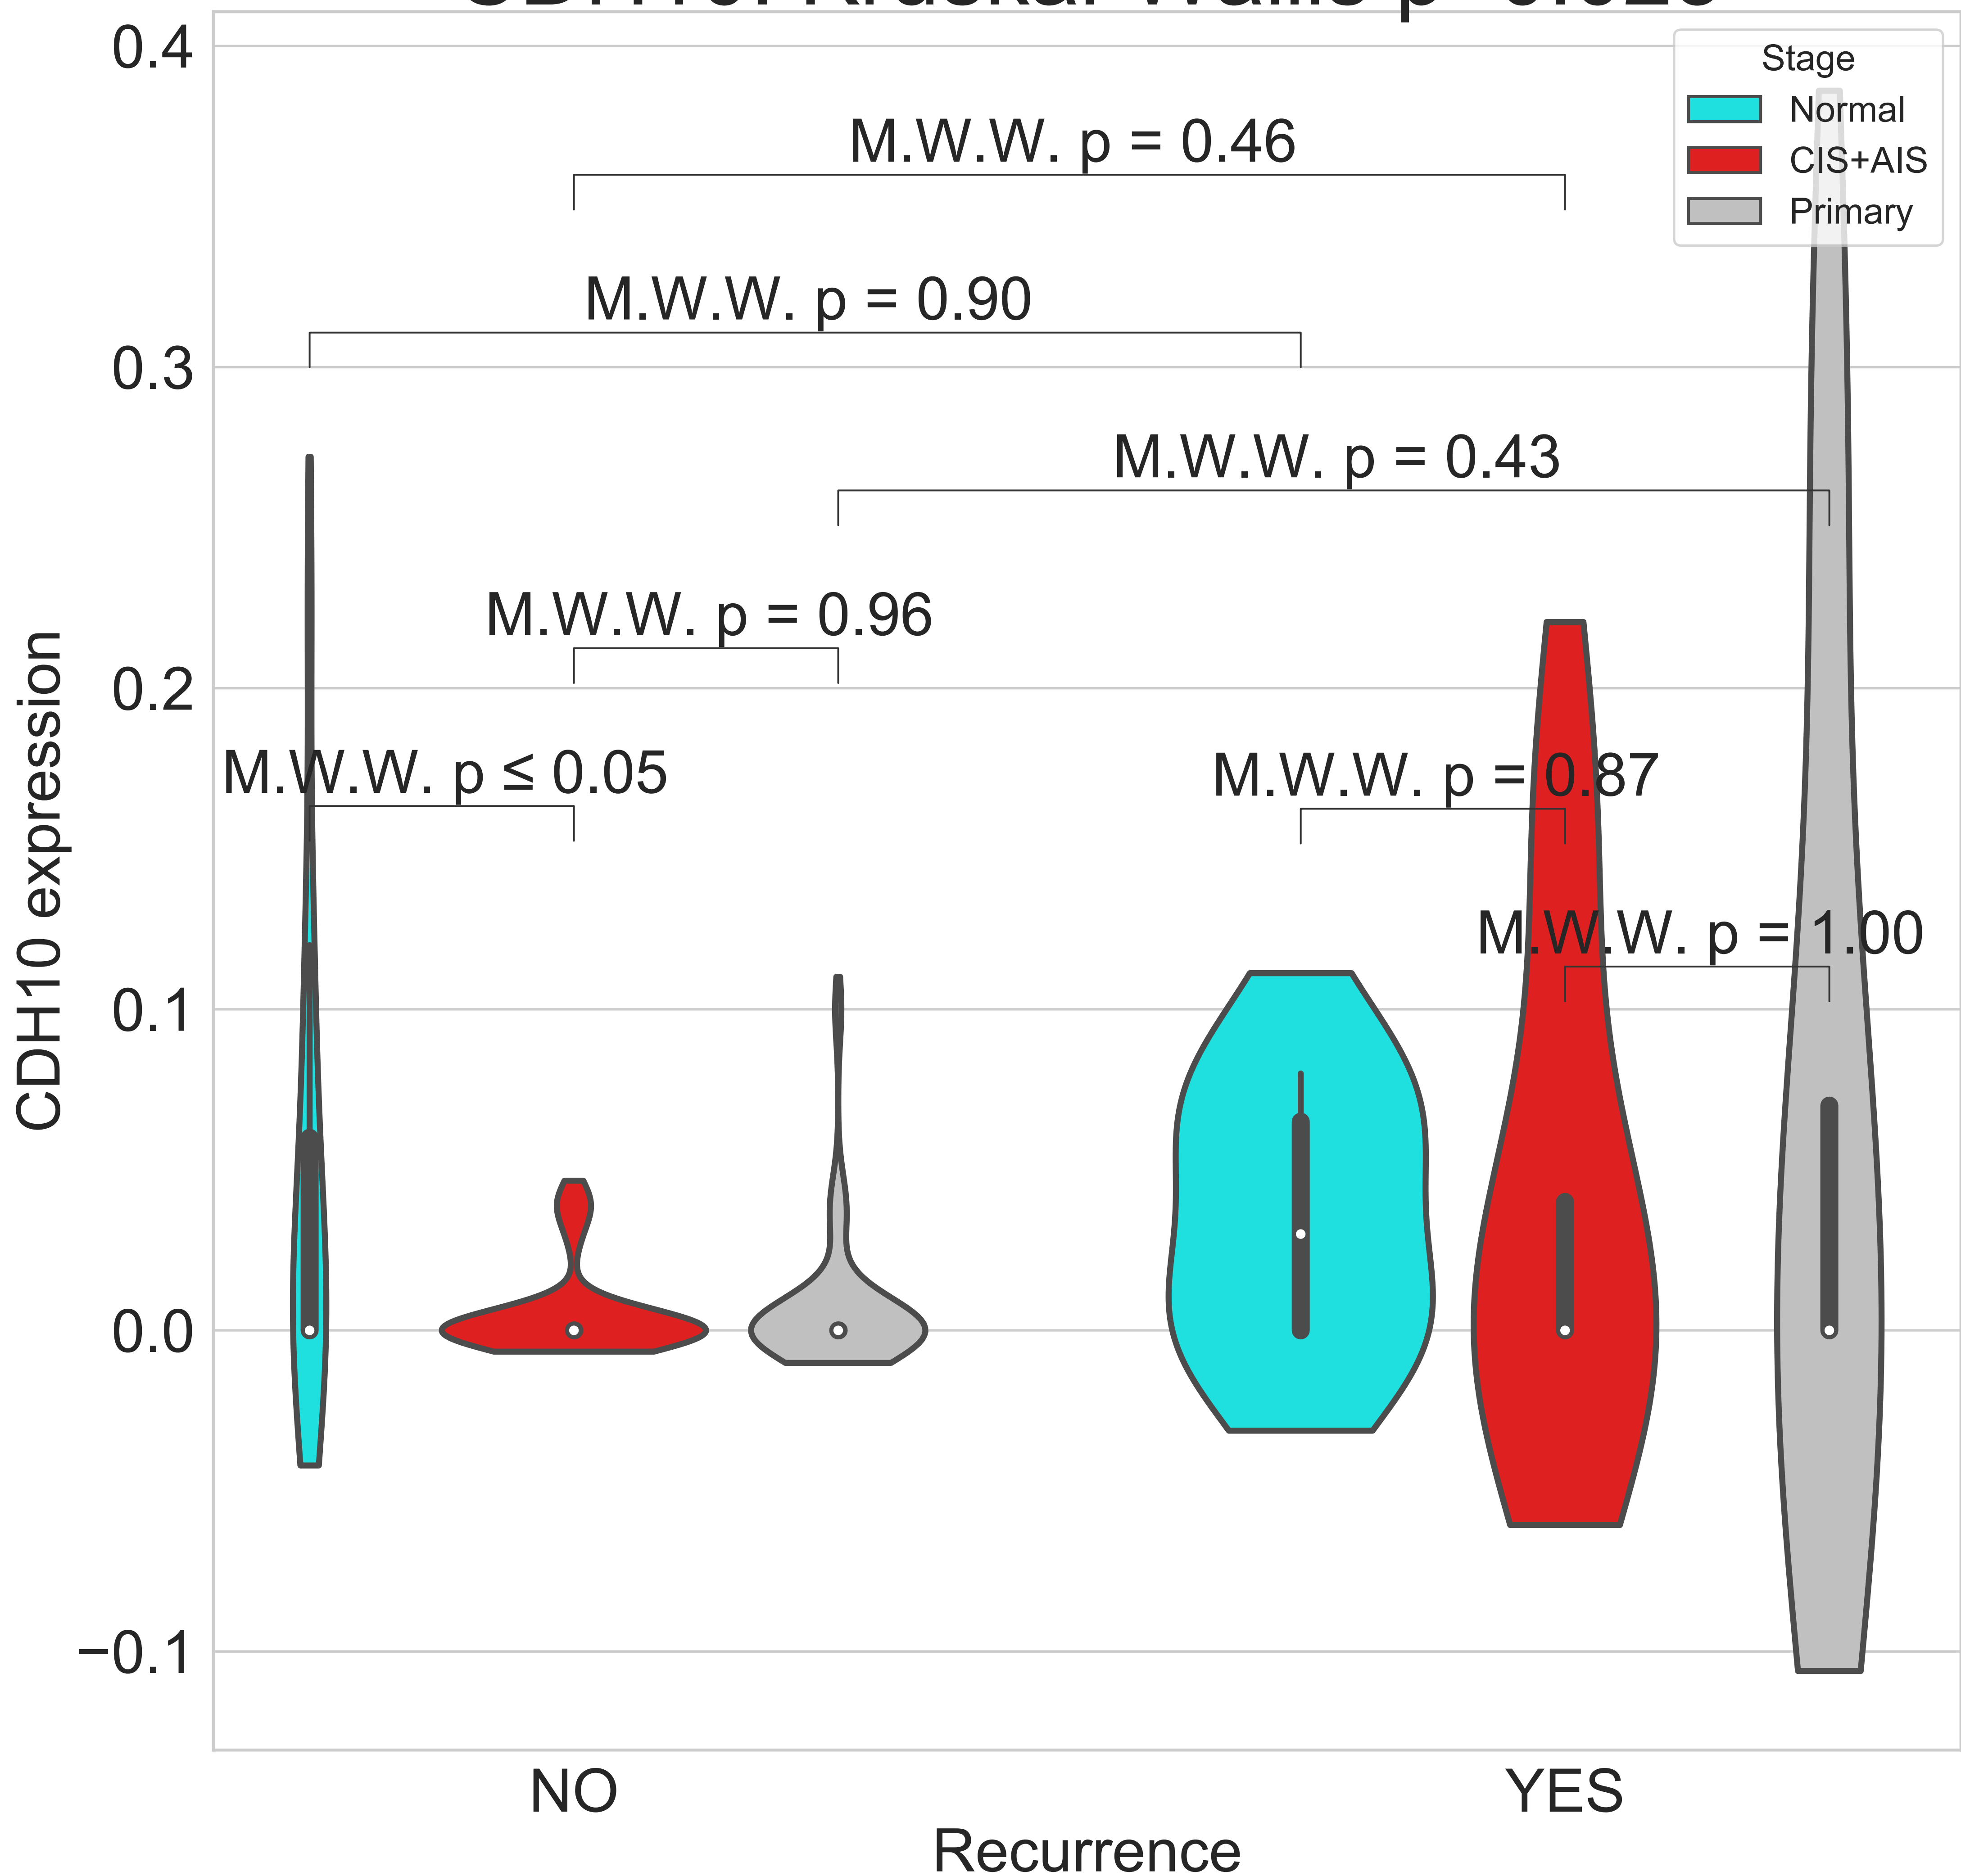 0.4
0.3
0.2
0.1
0.0
−0.1
CDH10 expression
Stage
Normal
CIS+AIS
Primary
M.W.W. p = 0.46
M.W.W. p = 0.90
M.W.W. p = 0.43
M.W.W. p = 0.96
M.W.W. p ≤ 0.05
M.W.W. p = 0.87
M.W.W. p = 1.00
NO
YES
Recurrence